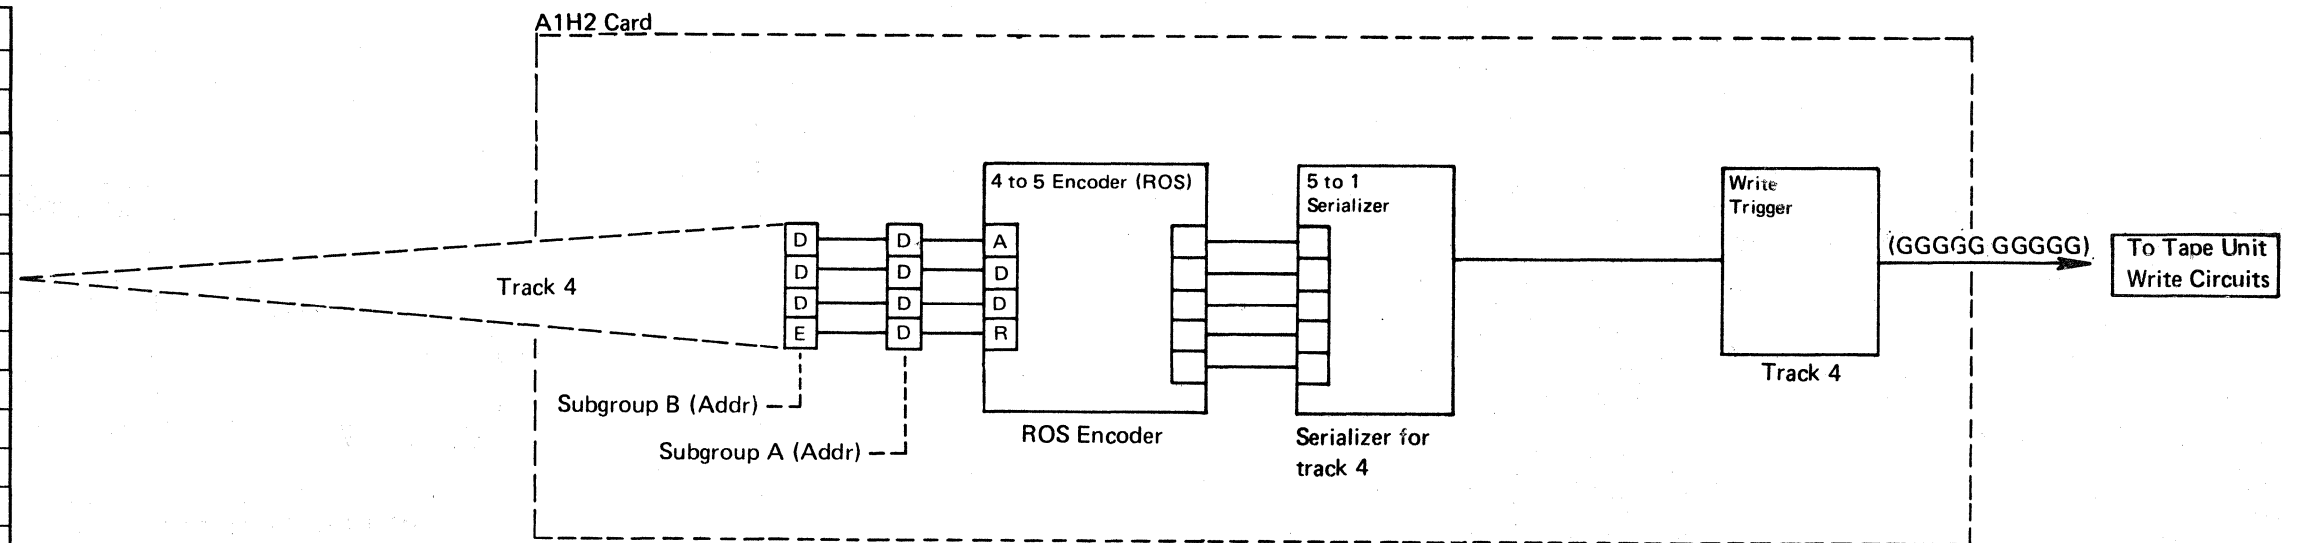 A1H2 Card
4 to 5 Encoder (ROS)
5 to 1
Serializer
Write
Trigger
D D A
D D D
D D D
E D R
Track 4
(GGGGG GGGGG)
To Tape Unit
Write Circuits
Track 4
Subgroup B (Addr)
Subgroup A (Addr)
ROS Encoder
Serializer for
track 4